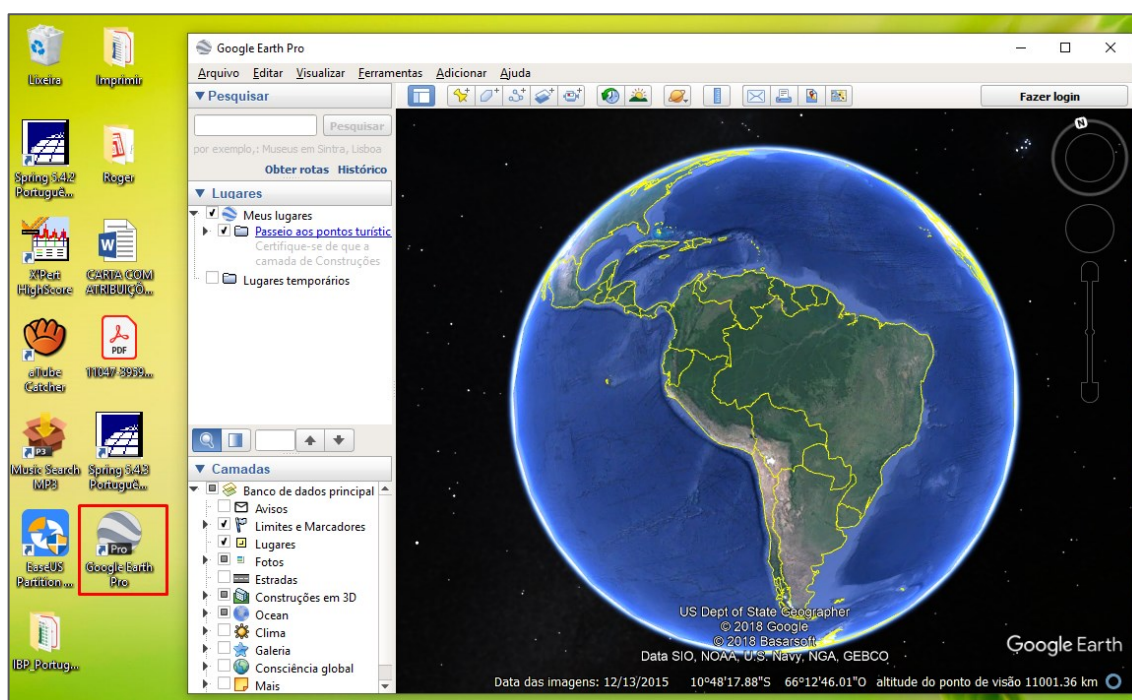 Lixeira
Imprimir
Spring 5.4.2
Portuguê...
Roger
X'Pert
HighScore
CARTA COM
ATRIBUIÇÕ...
W
aTube
Catcher
PDF
11047-3959...
P3
Music Search
MP3
Spring 5.4.3
Portuguê...
EaseUS
Partition ...
Pro
Google Earth
Pro
IBP_Portug...
Google Earth Pro
Arquivo Editar Visualizar Ferramentas Adicionar Ajuda
Pesquisar
Fazer login
Pesquisar
por exemplo,: Museus em Sintra, Lisboa
Obter rotas Histórico
Lugares
Meus lugares
Passeio aos pontos turístic
Certifique-se de que a
camada de Construções
Lugares temporários
Camadas
Banco de dados principal
Avisos
Limites e Marcadores
Lugares
Fotos
Estradas
Construções em 3D
Ocean
Clima
Galeria
Consciência global
Mais
N
US Dept of State Geographer
© 2018 Google
© 2018 Basarsoft
Data SIO, NOAA, U.S. Navy, NGA, GEBCO
Google Earth
Data das imagens: 12/13/2015 10°48'17.88"S 66°12'46.01"O altitude do ponto de visão 11001.36 km